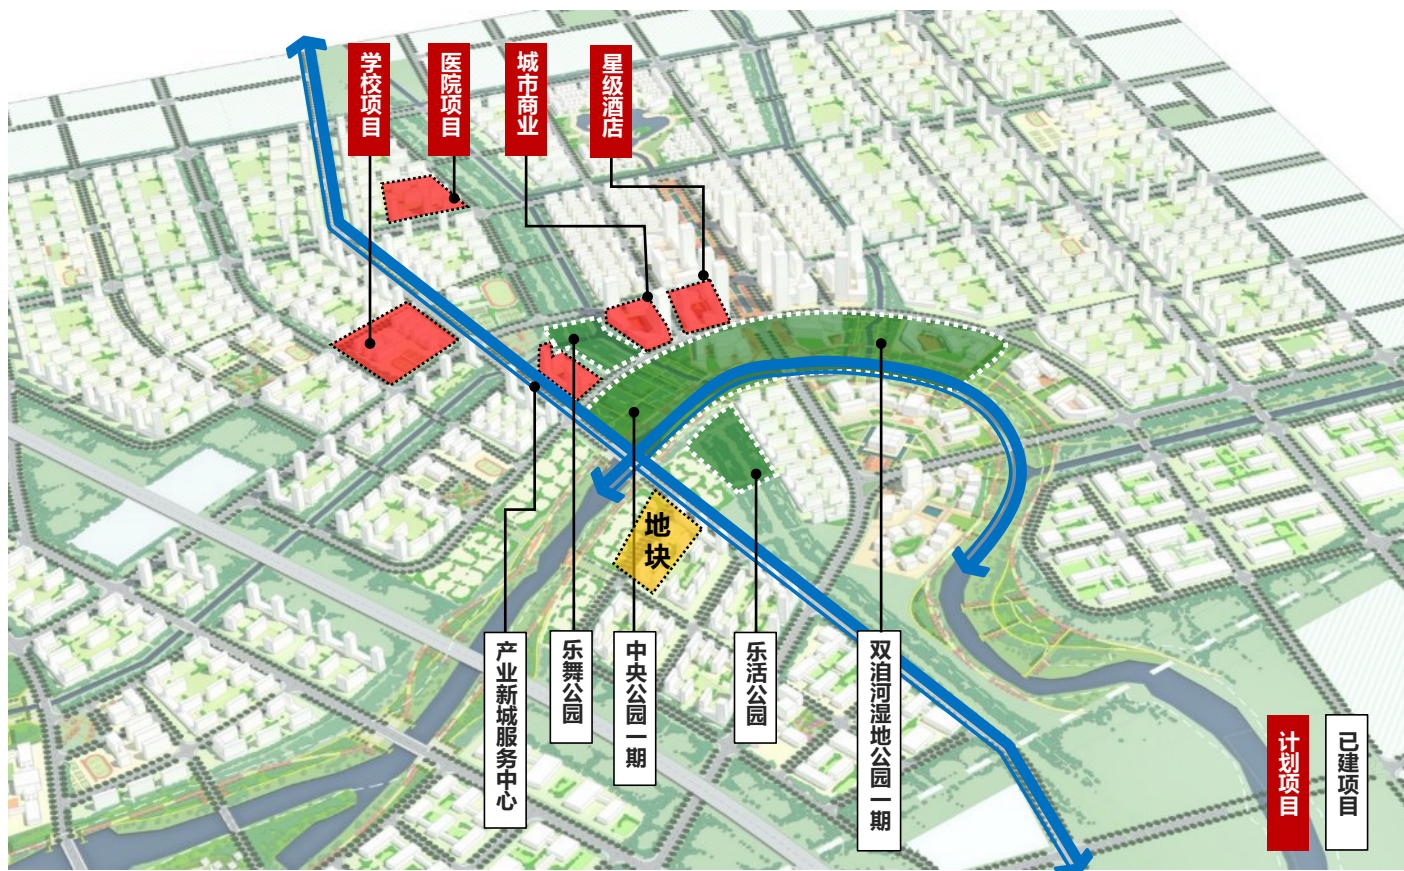 学校项目
医院项目
城市商业
星级酒店
地块
产业新城服务中心
乐舞公园
中央公园一期
乐活公园
双洎河湿地公园一期
计划项目
已建项目